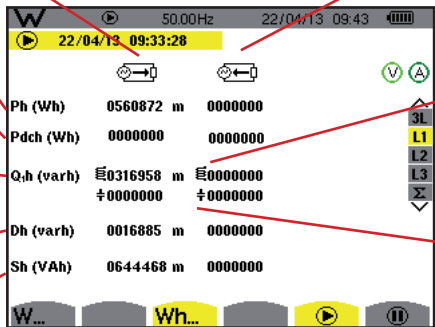 W 50.00Hz 22/04/13 09:43
22/04/13 09:33:28
V A
Ph (Wh) 0560872 m 0000000
3L
Pdch (Wh) 0000000 0000000
L1
L2
Q₁h (varh) 0316958 m 0000000
L3
÷0000000 ÷0000000
Σ
Dh (varh) 0016885 m 0000000
Sh (VAh) 0644468 m 0000000
W... Wh...